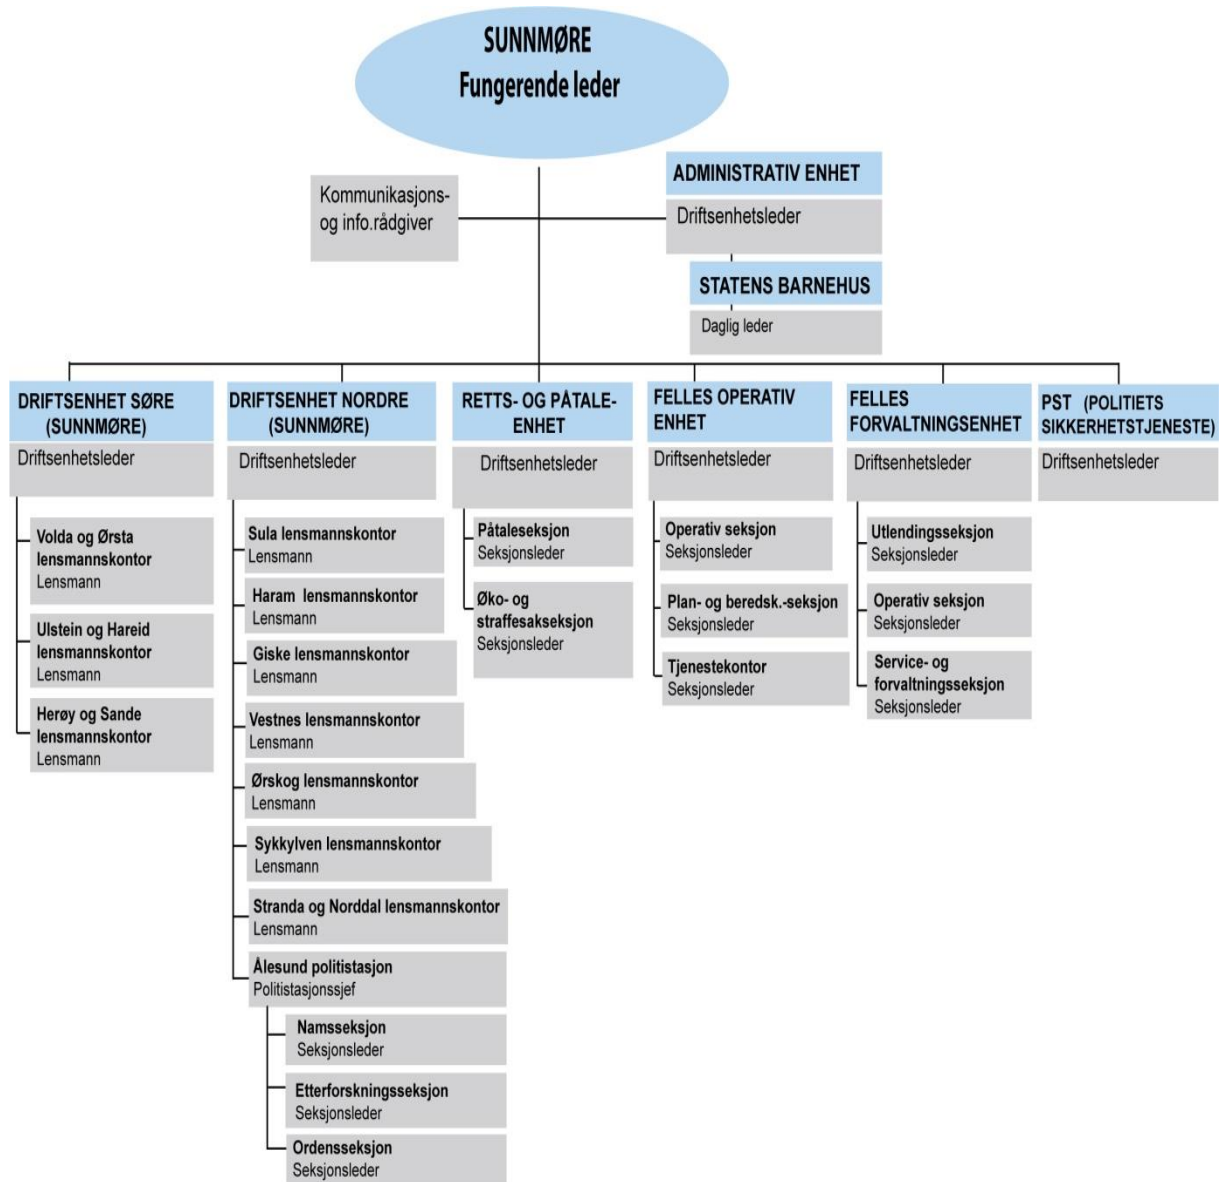 SUNNMØRE
Fungerende leder
Kommunikasjons-
og info.rådgiver
ADMINISTRATIV ENHET
Driftsenhetsleder
STATENS BARNEHUS
Daglig leder
DRIFTSENHET SØRE
(SUNNMØRE)
Driftsenhetsleder
Volda og Ørsta
lensmannskontor
Lensmann
Ulstein og Hareid
lensmannskontor
Lensmann
Herøy og Sande
lensmannskontor
Lensmann
DRIFTSENHET NORDRE
(SUNNMØRE)
Driftsenhetsleder
Sula lensmannskontor
Lensmann
Haram lensmannskontor
Lensmann
Giske lensmannskontor
Lensmann
Vestnes lensmannskontor
Lensmann
Ørskog lensmannskontor
Lensmann
Sykkylven lensmannskontor
Lensmann
Stranda og Norddal lensmannskontor
Lensmann
Ålesund politistasjon
Politistasjonssjef
Namsseksjon
Seksjonsleder
Etterforskningsseksjon
Seksjonsleder
Ordensseksjon
Seksjonsleder
RETTS- OG PÅTALE-
ENHET
Driftsenhetsleder
Påtaleseksjon
Seksjonsleder
Øko- og
straffesakseksjon
Seksjonsleder
FELLES OPERATIV
ENHET
Driftsenhetsleder
Operativ seksjon
Seksjonsleder
Plan- og beredsk.-seksjon
Seksjonsleder
Tjenestekontor
Seksjonsleder
FELLES
FORVALTNINGSENHET
Driftsenhetsleder
Utlendingsseksjon
Seksjonsleder
Operativ seksjon
Seksjonsleder
Service- og
forvaltningsseksjon
Seksjonsleder
PST (POLITIETS
SIKKERHETSTJENESTE)
Driftsenhetsleder